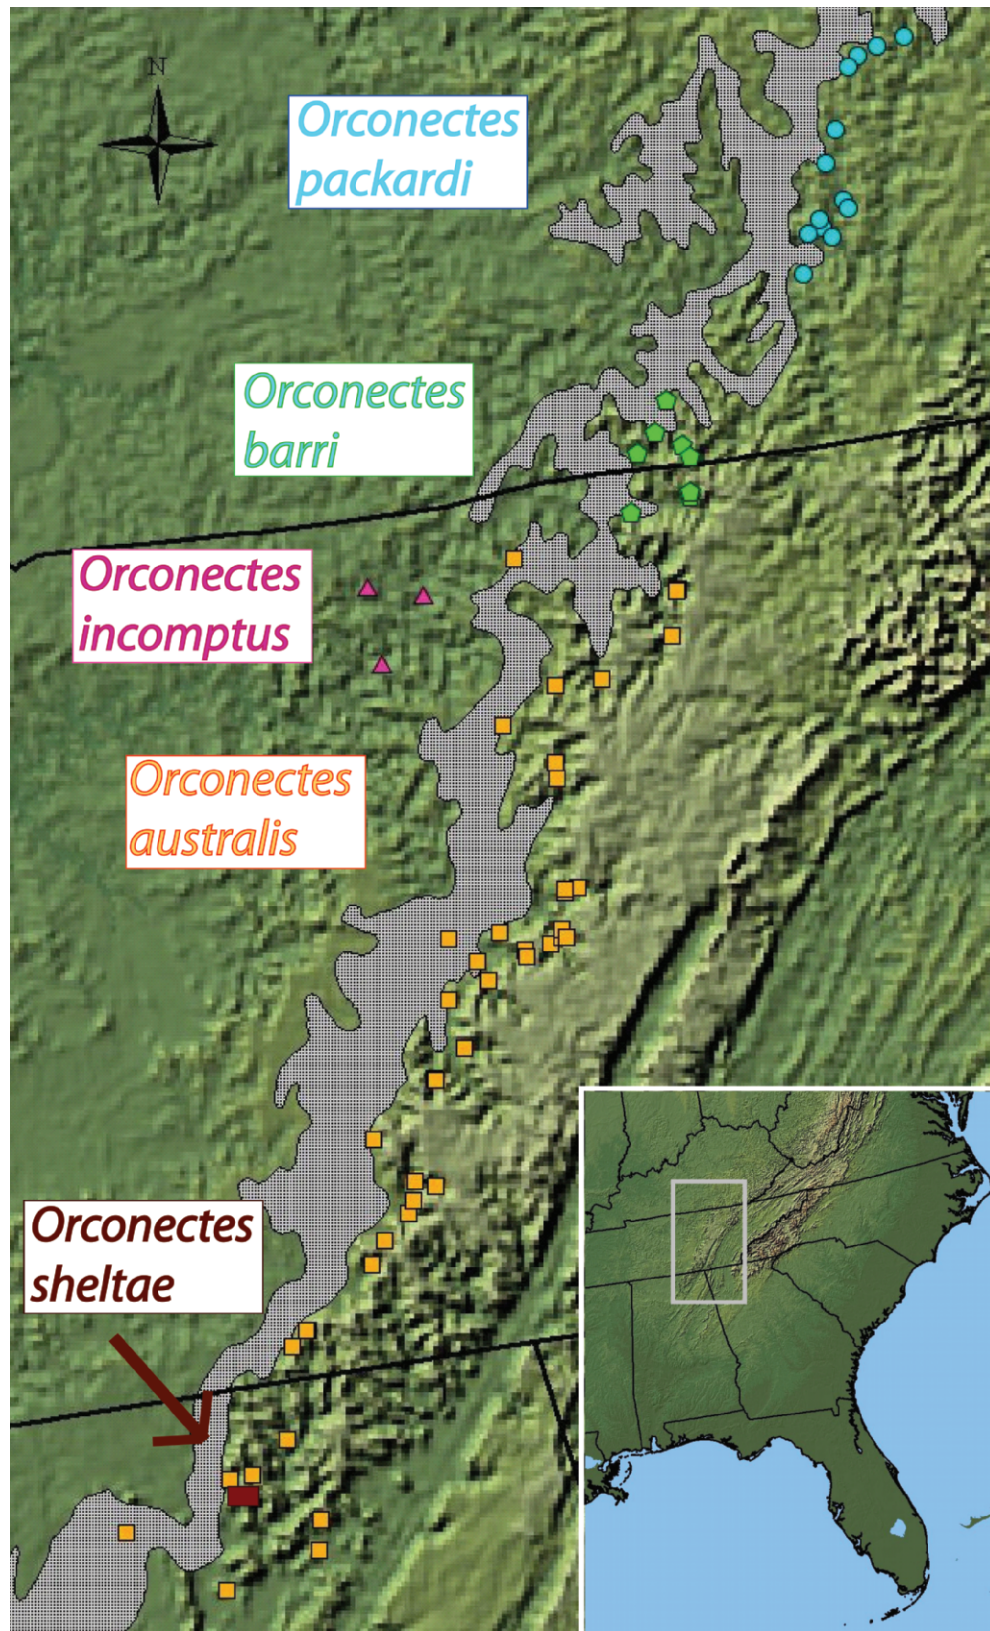 N
Orconectes
packardi
Orconectes
barri
Orconectes
incomptus
Orconectes
australis
Orconectes
sheltae